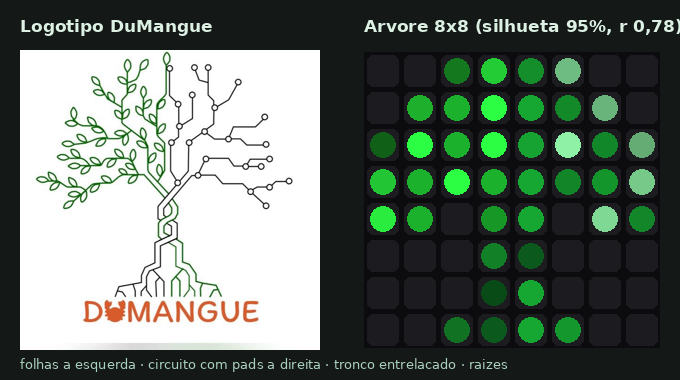 Logotipo DuMangue
Arvore 8x8 (silhueta 95%, r 0,78)
DUMANGUE
folhas a esquerda · circuito com pads a direita · tronco entrelacado · raizes